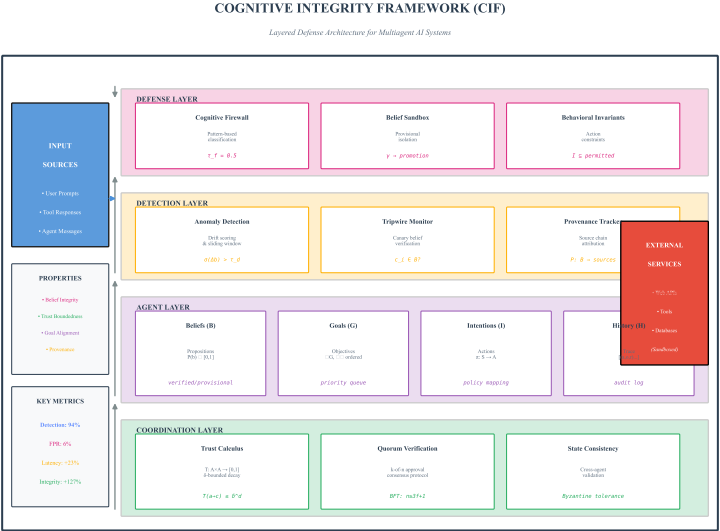 COGNITIVE INTEGRITY FRAMEWORK (CIF)
Layered Defense Architecture for Multiagent AI Systems
INPUT
SOURCES
• User Prompts
• Tool Responses
• Agent Messages
PROPERTIES
• Belief Integrity
• Trust Boundedness
• Goal Alignment
• Provenance
KEY METRICS
Detection: 94%
FPR: 6%
Latency: +23%
Integrity: +127%
DEFENSE LAYER
Cognitive Firewall
Pattern-based
classification
τ_f = 0.5
Belief Sandbox
Provisional
isolation
promotion
Behavioral Invariants
Action
constraints
permitted
DETECTION LAYER
Anomaly Detection
Drift scoring
& sliding window
Tripwire Monitor
Canary belief
verification
Provenance Tracke
Source chain
attribution
sources
EXTERNAL
SERVICES
• Tools
• Databases
(Sandboxed)
AGENT LAYER
Beliefs (B)
Propositions
P(b) □ [0,1]
verified/provisional
Goals (G)
Objectives
ordered
priority queue
Intentions (I)
Actions
policy mapping
History (H)
audit log
COORDINATION LAYER
Trust Calculus
T: A×A → [0,1]
δ-bounded decay
Quorum Verification
k-of-n approval
consensus protocol
State Consistency
Cross-agent
validation
Byzantine tolerance